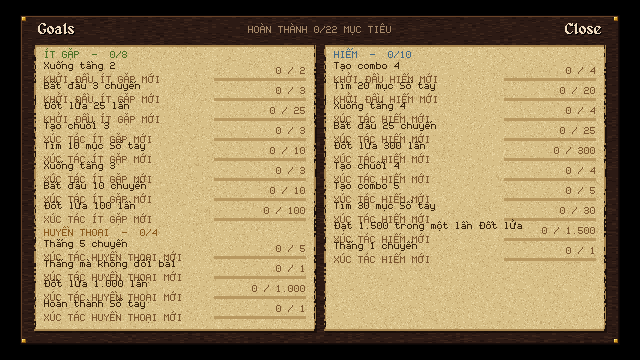 Goals
HOÀN THÀNH 0/22 MỤC TIÊU
Close
ÍT GẶP - 0/8
Xuống tầng 2
0 / 2
KHỞI ĐẦU ÍT GẶP MỚI
Bắt đầu 3 chuyến
0 / 3
KHỞI ĐẦU ÍT GẶP MỚI
Đốt lửa 25 lần
0 / 25
KHỞI ĐẦU ÍT GẶP MỚI
Tạo chuỗi 3
0 / 3
XÚC TÁC ÍT GẶP MỚI
Tìm 10 mục Sổ tay
0 / 10
XÚC TÁC ÍT GẶP MỚI
Xuống tầng 3
0 / 3
XÚC TÁC ÍT GẶP MỚI
Bắt đầu 10 chuyến
0 / 10
XÚC TÁC ÍT GẶP MỚI
Đốt lửa 100 lần
0 / 100
XÚC TÁC ÍT GẶP MỚI
HUYỀN THOẠI - 0/4
Thắng 5 chuyến
0 / 5
XÚC TÁC HUYỀN THOẠI MỚI
Thắng mà không đổi bài
0 / 1
XÚC TÁC HUYỀN THOẠI MỚI
Đốt lửa 1.000 lần
0 / 1.000
XÚC TÁC HUYỀN THOẠI MỚI
Hoàn thành Sổ tay
0 / 1
XÚC TÁC HUYỀN THOẠI MỚI
HIẾM - 0/10
Tạo combo 4
0 / 4
KHỞI ĐẦU HIẾM MỚI
Tìm 20 mục Sổ tay
0 / 20
KHỞI ĐẦU HIẾM MỚI
Xuống tầng 4
0 / 4
XÚC TÁC HIẾM MỚI
Bắt đầu 25 chuyến
0 / 25
XÚC TÁC HIẾM MỚI
Đốt lửa 300 lần
0 / 300
XÚC TÁC HIẾM MỚI
Tạo chuỗi 4
0 / 4
XÚC TÁC HIẾM MỚI
Tạo combo 5
0 / 5
XÚC TÁC HIẾM MỚI
Tìm 30 mục Sổ tay
0 / 30
XÚC TÁC HIẾM MỚI
Đạt 1.500 trong một lần Đốt lửa
0 / 1.500
XÚC TÁC HIẾM MỚI
Thắng 1 chuyến
0 / 1
XÚC TÁC HIẾM MỚI